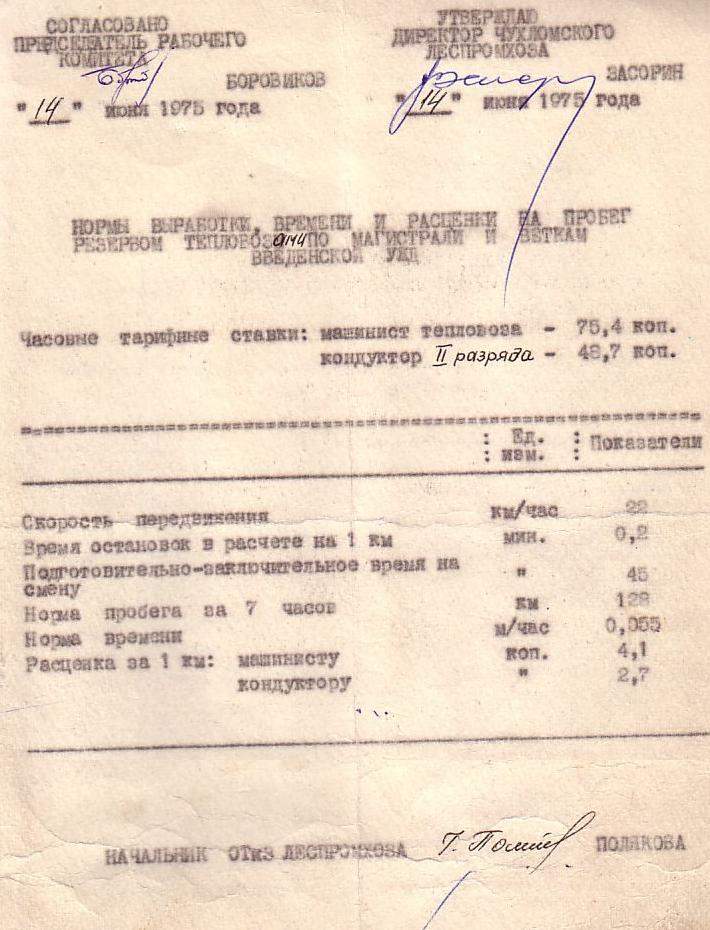 СОГЛАСОВАНО
ПРЕДСЕДАТЕЛЬ РАБОЧЕГО
КОМИТЕТА
БОРОВИКОВ
"14" июня 1975 года
УТВЕРЖДАЮ
ДИРЕКТОР ЧУХЛОМСКОГО
ЛЕСПРОМХОЗА
ЗАСОРИН
"14" июня 1975 года
НОРМЫ ВЫРАБОТКИ, ВРЕМЕНИ И РАСЦЕНКИ НА ПРОБЕГ
РЕЗЕРВОМ ТЕПЛОВОЗАМИ ПО МАГИСТРАЛИ И ВЕТКАМ
ВВЕДЕНСКОЙ УЖД
Часовые тарифные ставки: машинист тепловоза - 75,4 коп.
кондуктор II разряда - 48,7 коп.
: Ед. : Показатели
: изм. :
Скорость передвижения км/час 22
Время остановок в расчете на 1 км мин. 0,2
Подготовительно-заключительное время на
смену " 45
Норма пробега за 7 часов км 128
Норма времени м/час 0,055
Расценка за 1 км: машинисту коп. 4,1
кондуктору " 2,7
НАЧАЛЬНИК ОТиЗ ЛЕСПРОМХОЗА ПОЛЯКОВА